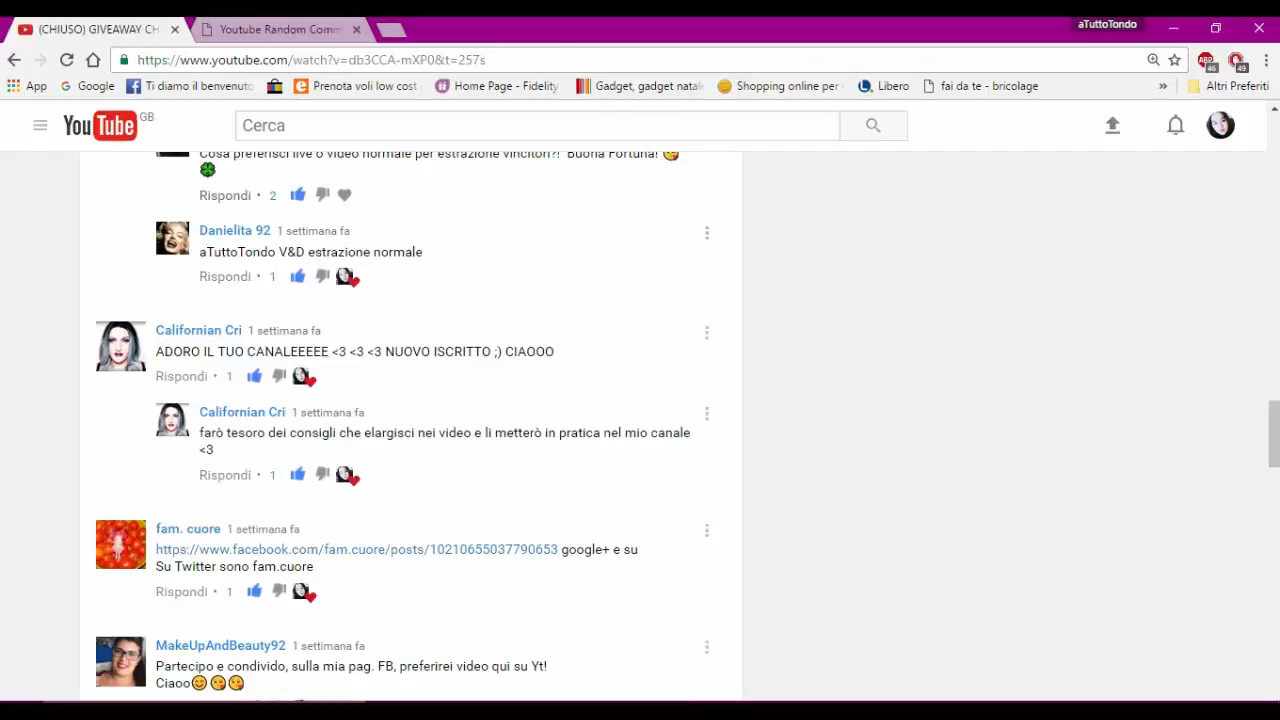 (CHIUSO) GIVEAWAY CH
Youtube Random Comm
aTuttoTondo
https://www.youtube.com/watch?v=db3CCA-mXP0&t=257s
ABP
46
49
App
Google
Ti diamo il benvenuto
Prenota voli low cost
Home Page - Fidelity
Gadget, gadget natale
Shopping online per
Libero
fai da te - bricolage
»
Altri Preferiti
YouTube GB
Cerca
Cosa preferisci live o video normale per estrazione vincitori?! Buona Fortuna! 😋
🍀
Rispondi • 2
Danielita 92 1 settimana fa
aTuttoTondo V&D estrazione normale
Rispondi • 1
Californian Cri 1 settimana fa
ADORO IL TUO CANALEEEEE <3 <3 <3 NUOVO ISCRITTO ;) CIAOOO
Rispondi • 1
Californian Cri 1 settimana fa
farò tesoro dei consigli che elargisci nei video e li metterò in pratica nel mio canale
<3
Rispondi • 1
fam. cuore 1 settimana fa
https://www.facebook.com/fam.cuore/posts/10210655037790653 google+ e su
Su Twitter sono fam.cuore
Rispondi • 1
MakeUpAndBeauty92 1 settimana fa
Partecipo e condivido, sulla mia pag. FB, preferirei video qui su Yt!
Ciaoo😊😋😋